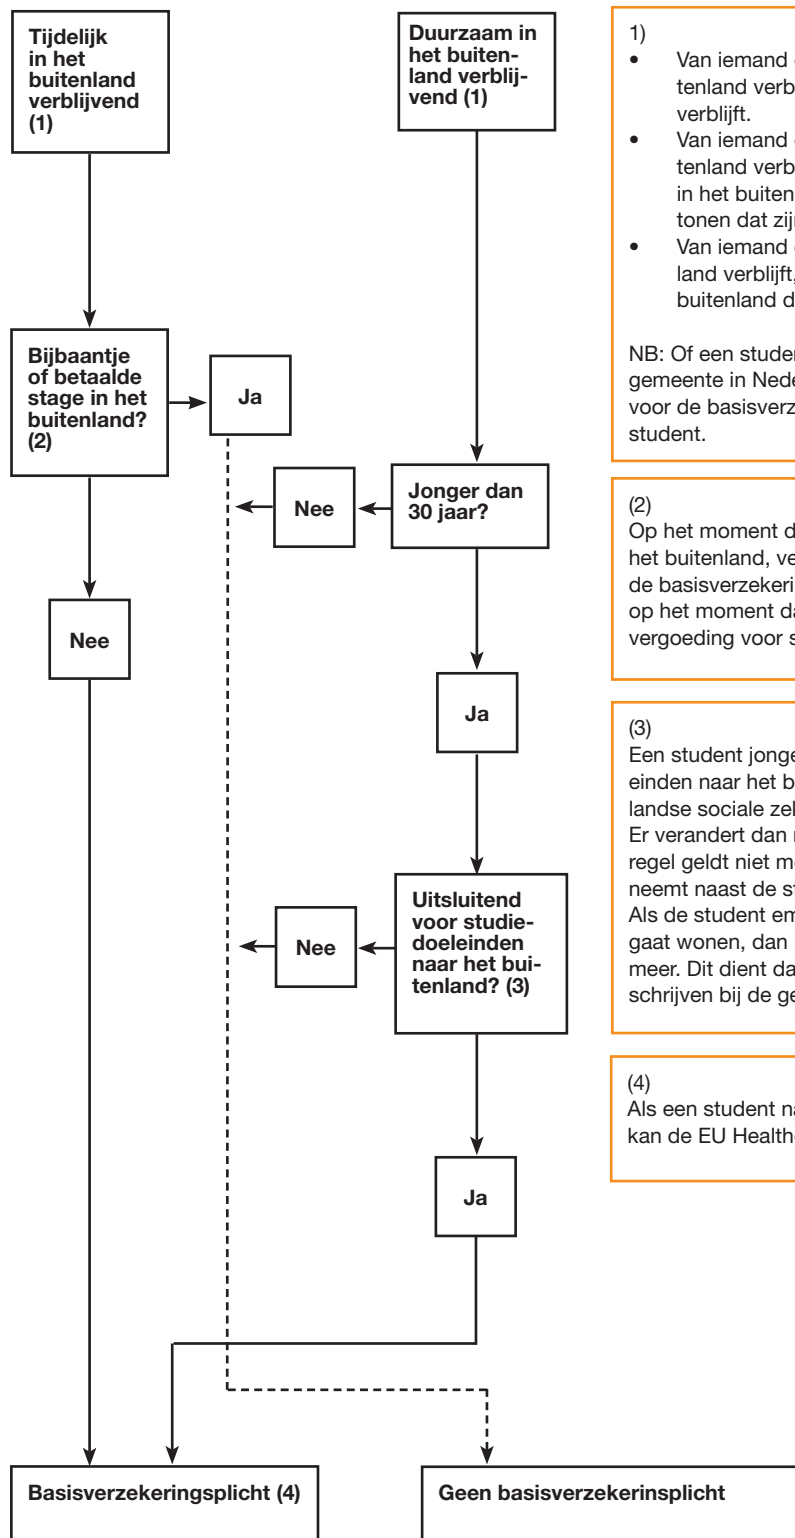 Tijdelijk
in het
buitenland
verblijvend
(1)
Duurzaam in
het buiten-
land verblij-
vend (1)
Bijbaantje
of betaalde
stage in het
buitenland?
(2)
Ja
Nee
Jonger dan
30 jaar?
Nee
Ja
Uitsluitend
voor studie-
doeleinden
naar het bui-
tenland? (3)
Nee
Ja
Basisverzekeringsplicht (4)
Geen basisverzekerinsplicht
1)
• Van iemand
tenland verb
verblijft.
• Van iemand
tenland verb
in het buiten
tonen dat zij
• Van iemand
land verblijft,
buitenland d
NB: Of een studen
gemeente in Nede
voor de basisverz
student.
(2)
Op het moment d
het buitenland, ve
de basisverzekeri
op het moment da
vergoeding voor s
(3)
Een student jonge
einden naar het b
landse sociale zel
Er verandert dan
regel geldt niet m
neemt naast de st
Als de student em
gaat wonen, dan
meer. Dit dient da
schrijven bij de ge
(4)
Als een student na
kan de EU Health